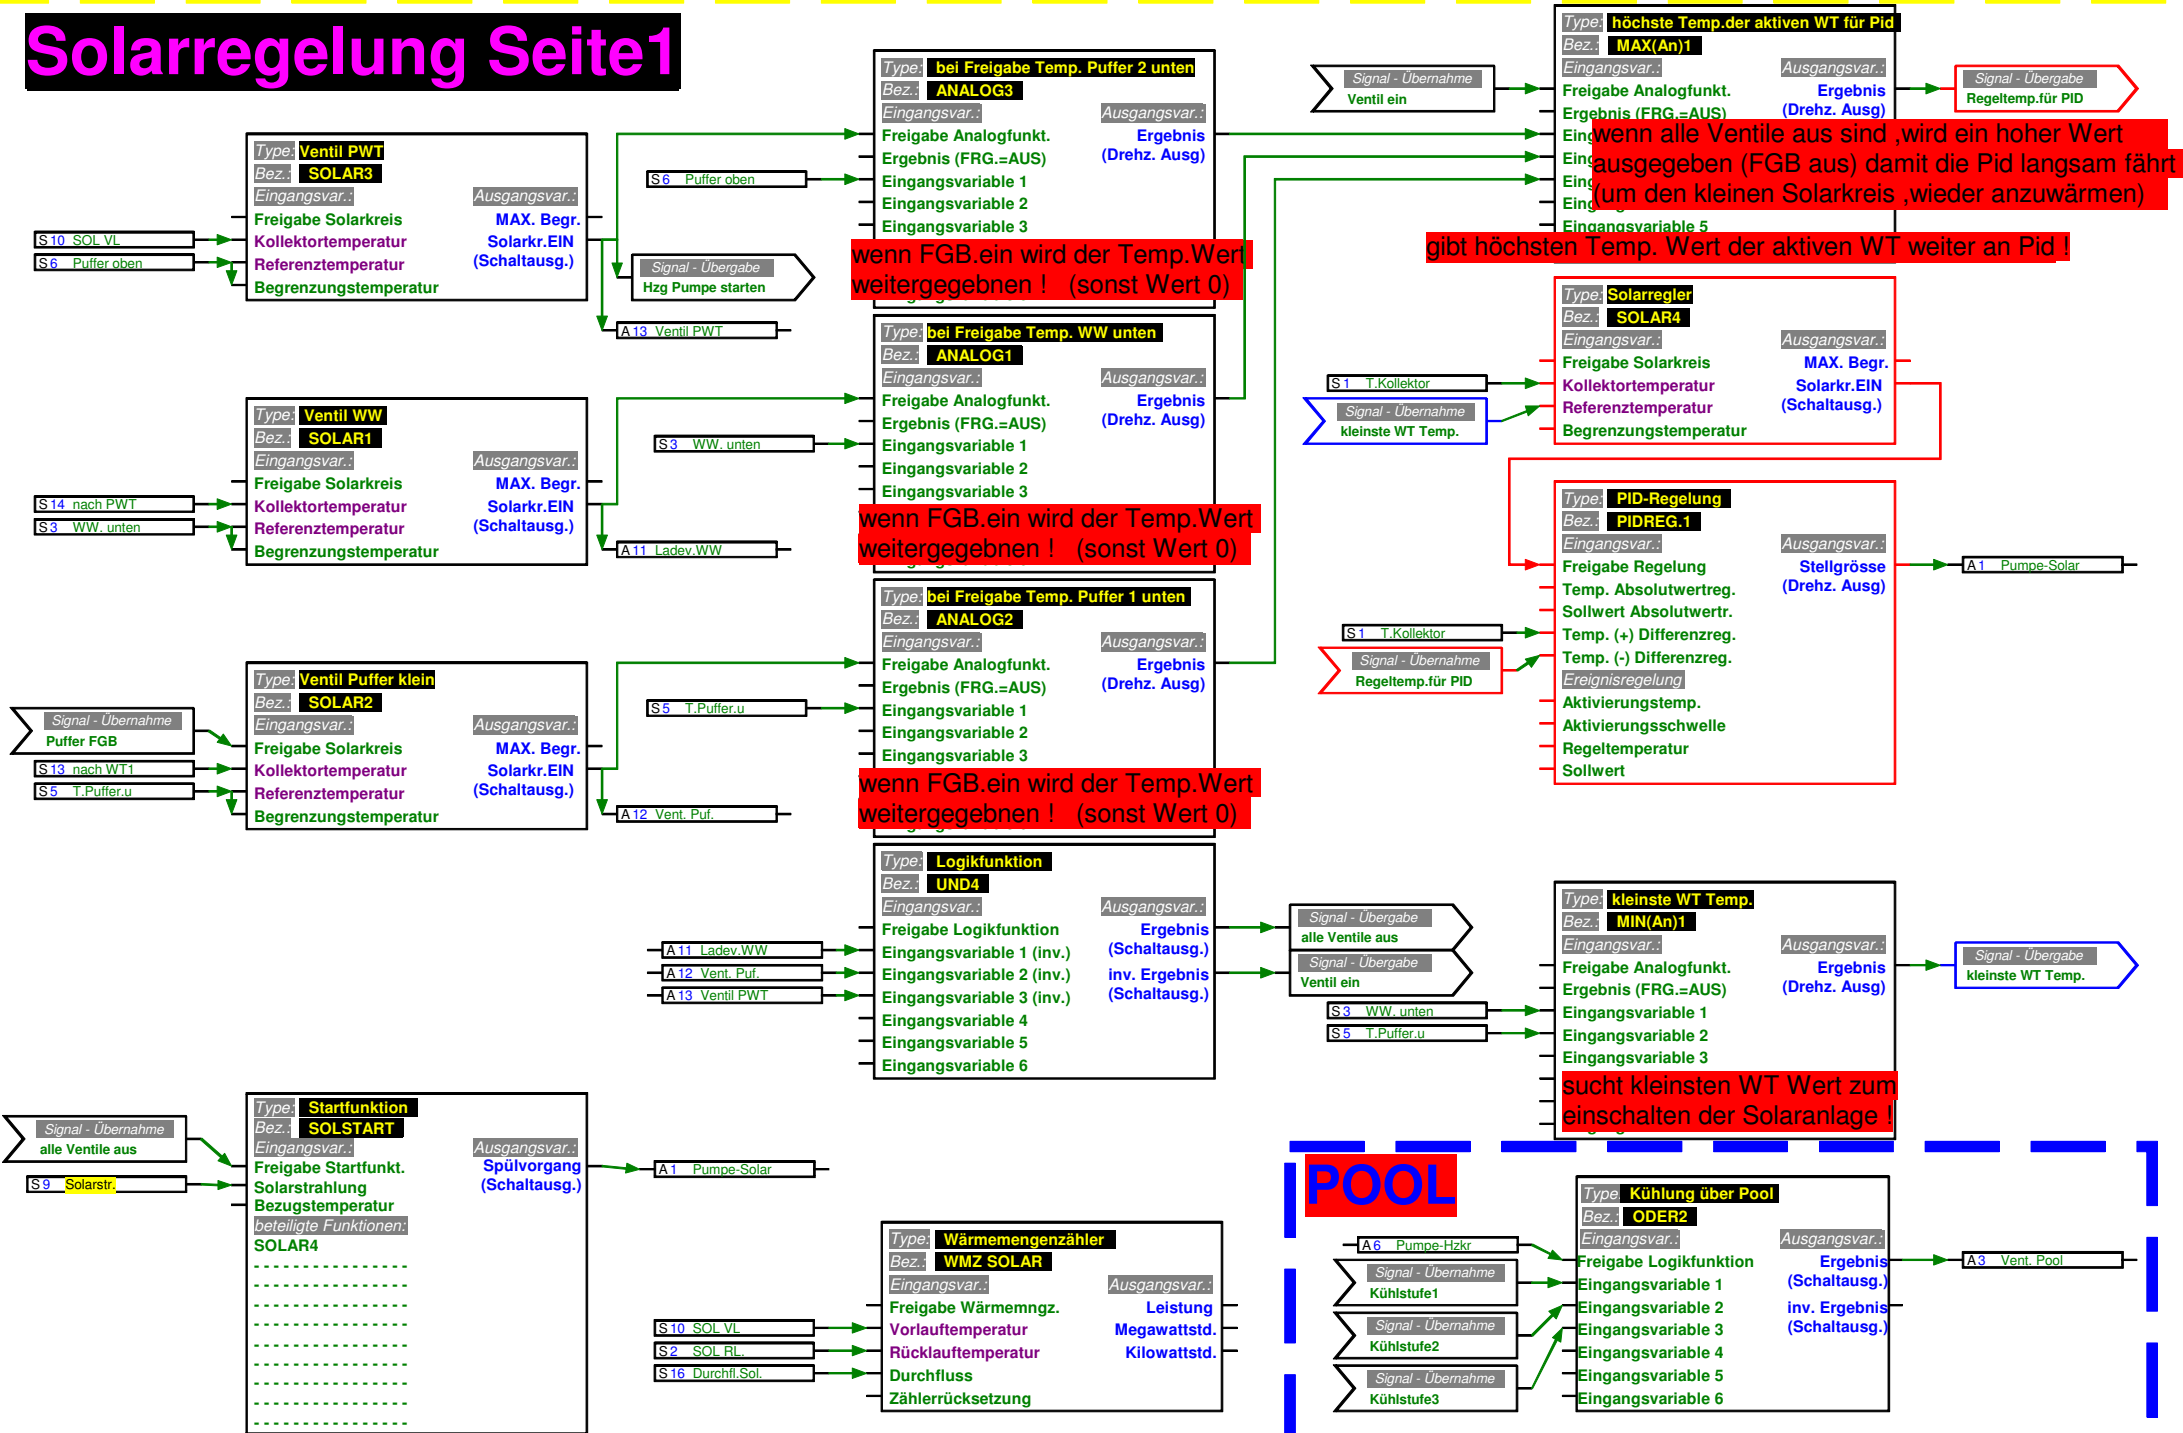 Solarregelung Seite1
Type: Ventil PWT
Bez.: SOLAR3
Eingangsvar.: Ausgangsvar.:
Freigabe Solarkreis MAX. Begr.
Kollektortemperatur Solarkr.EIN
Referenztemperatur (Schaltausg.)
Begrenzungstemperatur
S 10 SOL VL
S 6 Puffer oben
Signal - Übergabe
Hzg Pumpe starten
A 13 Ventil PWT
Type: Ventil WW
Bez.: SOLAR1
Eingangsvar.: Ausgangsvar.:
Freigabe Solarkreis MAX. Begr.
Kollektortemperatur Solarkr.EIN
Referenztemperatur (Schaltausg.)
Begrenzungstemperatur
S 14 nach PWT
S 3 WW. unten
A 11 Ladev.WW
Type: Ventil Puffer klein
Bez.: SOLAR2
Eingangsvar.: Ausgangsvar.:
Freigabe Solarkreis MAX. Begr.
Kollektortemperatur Solarkr.EIN
Referenztemperatur (Schaltausg.)
Begrenzungstemperatur
Signal - Übernahme
Puffer FGB
S 13 nach WT1
S 5 T.Puffer.u
A 12 Vent. Puf.
Type: Startfunktion
Bez.: SOLSTART
Eingangsvar.: Ausgangsvar.:
Freigabe Startfunkt. Spülvorgang
Solarstrahlung (Schaltausg.)
Bezugstemperatur
beteiligte Funktionen:
SOLAR4
Signal - Übernahme
alle Ventile aus
S 9 Solarstr.
A 1 Pumpe-Solar
Type: bei Freigabe Temp. Puffer 2 unten
Bez.: ANALOG3
Eingangsvar.: Ausgangsvar.:
Freigabe Analogfunkt. Ergebnis
Ergebnis (FRG.=AUS) (Drehz. Ausg)
Eingangsvariable 1
Eingangsvariable 2
Eingangsvariable 3
S 6 Puffer oben
wenn FGB.ein wird der Temp.Wert
weitergegebnen ! (sonst Wert 0)
Type: bei Freigabe Temp. WW unten
Bez.: ANALOG1
Eingangsvar.: Ausgangsvar.:
Freigabe Analogfunkt. Ergebnis
Ergebnis (FRG.=AUS) (Drehz. Ausg)
Eingangsvariable 1
Eingangsvariable 2
Eingangsvariable 3
S 3 WW. unten
wenn FGB.ein wird der Temp.Wert
weitergegebnen ! (sonst Wert 0)
Type: bei Freigabe Temp. Puffer 1 unten
Bez.: ANALOG2
Eingangsvar.: Ausgangsvar.:
Freigabe Analogfunkt. Ergebnis
Ergebnis (FRG.=AUS) (Drehz. Ausg)
Eingangsvariable 1
Eingangsvariable 2
Eingangsvariable 3
S 5 T.Puffer.u
wenn FGB.ein wird der Temp.Wert
weitergegebnen ! (sonst Wert 0)
Type: Logikfunktion
Bez.: UND4
Eingangsvar.: Ausgangsvar.:
Freigabe Logikfunktion Ergebnis
Eingangsvariable 1 (inv.) (Schaltausg.)
Eingangsvariable 2 (inv.) inv. Ergebnis
Eingangsvariable 3 (inv.) (Schaltausg.)
Eingangsvariable 4
Eingangsvariable 5
Eingangsvariable 6
A 11 Ladev.WW
A 12 Vent. Puf.
A 13 Ventil PWT
Signal - Übergabe
alle Ventile aus
Signal - Übergabe
Ventil ein
Type: Wärmemengenzähler
Bez.: WMZ SOLAR
Eingangsvar.: Ausgangsvar.:
Freigabe Wärmemngz. Leistung
Vorlauftemperatur Megawattstd.
Rücklauftemperatur Kilowattstd.
Durchfluss
Zählerrücksetzung
S 10 SOL VL
S 2 SOL RL.
S 16 Durchfl.Sol.
Type: höchste Temp.der aktiven WT für Pid
Bez.: MAX(An)1
Eingangsvar.: Ausgangsvar.:
Freigabe Analogfunkt. Ergebnis
Ergebnis (FRG.=AUS) (Drehz. Ausg)
Eing
Eing
Eing
Eing
Eingangsvariable 5
Signal - Übernahme
Ventil ein
Signal - Übergabe
Regeltemp.für PID
wenn alle Ventile aus sind ,wird ein hoher Wert
ausgegeben (FGB aus) damit die Pid langsam fährt
(um den kleinen Solarkreis ,wieder anzuwärmen)
gibt höchsten Temp. Wert der aktiven WT weiter an Pid !
Type: Solarregler
Bez.: SOLAR4
Eingangsvar.: Ausgangsvar.:
Freigabe Solarkreis MAX. Begr.
Kollektortemperatur Solarkr.EIN
Referenztemperatur (Schaltausg.)
Begrenzungstemperatur
S 1 T.Kollektor
Signal - Übernahme
kleinste WT Temp.
Type: PID-Regelung
Bez.: PIDREG.1
Eingangsvar.: Ausgangsvar.:
Freigabe Regelung Stellgrösse
Temp. Absolutwertreg. (Drehz. Ausg)
Sollwert Absolutwertr.
Temp. (+) Differenzreg.
Temp. (-) Differenzreg.
Ereignisregelung
Aktivierungstemp.
Aktivierungsschwelle
Regeltemperatur
Sollwert
S 1 T.Kollektor
Signal - Übernahme
Regeltemp.für PID
A 1 Pumpe-Solar
Type: kleinste WT Temp.
Bez.: MIN(An)1
Eingangsvar.: Ausgangsvar.:
Freigabe Analogfunkt. Ergebnis
Ergebnis (FRG.=AUS) (Drehz. Ausg)
Eingangsvariable 1
Eingangsvariable 2
Eingangsvariable 3
S 3 WW. unten
S 5 T.Puffer.u
Signal - Übergabe
kleinste WT Temp.
sucht kleinsten WT Wert zum
einschalten der Solaranlage !
POOL
Type Kühlung über Pool
Bez.: ODER2
Eingangsvar.: Ausgangsvar.:
Freigabe Logikfunktion Ergebnis
Eingangsvariable 1 (Schaltausg.)
Eingangsvariable 2 inv. Ergebnis
Eingangsvariable 3 (Schaltausg.)
Eingangsvariable 4
Eingangsvariable 5
Eingangsvariable 6
A 6 Pumpe-Hzkr
Signal - Übernahme
Kühlstufe1
Signal - Übernahme
Kühlstufe2
Signal - Übernahme
Kühlstufe3
A 3 Vent. Pool